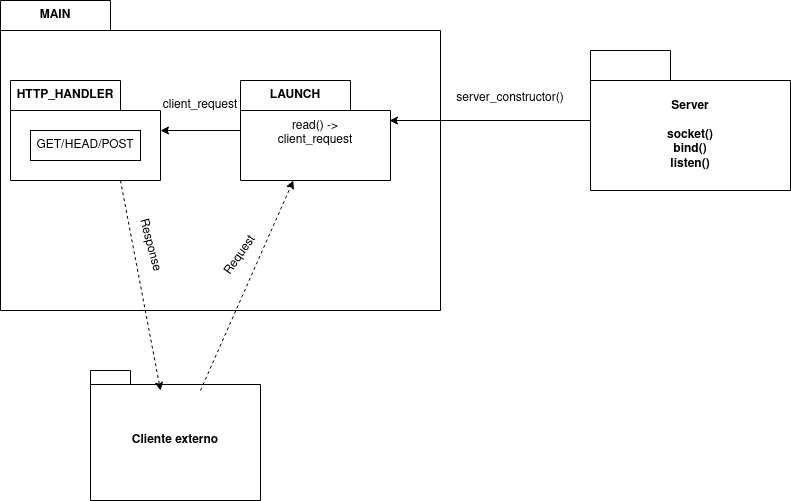 MAIN
HTTP_HANDLER
GET/HEAD/POST
client_request
LAUNCH
read() ->
client_request
server_constructor()
Server
socket()
bind()
listen()
Response
Request
Cliente externo